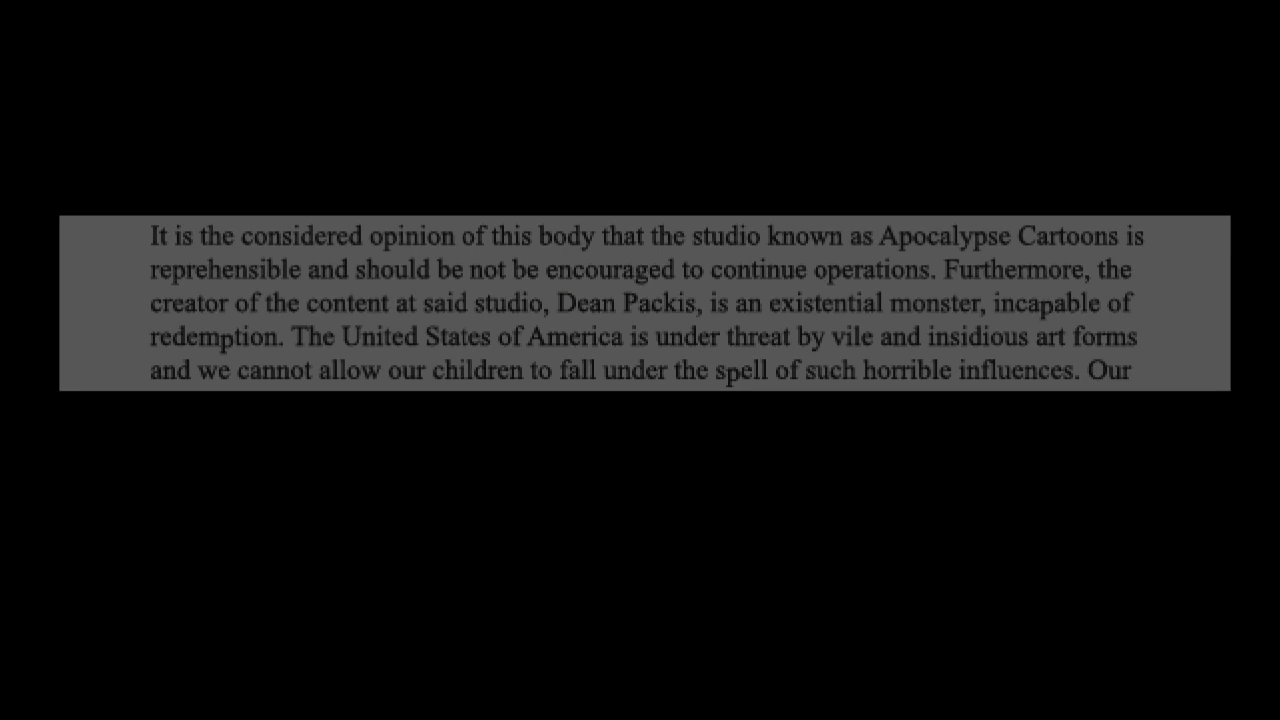 It is the considered opinion of this body that the studio known as Apocalypse Cartoons is
reprehensible and should be not be encouraged to continue operations. Furthermore, the
creator of the content at said studio, Dean Packis, is an existential monster, incapable of
redemption. The United States of America is under threat by vile and insidious art forms
and we cannot allow our children to fall under the spell of such horrible influences. Our